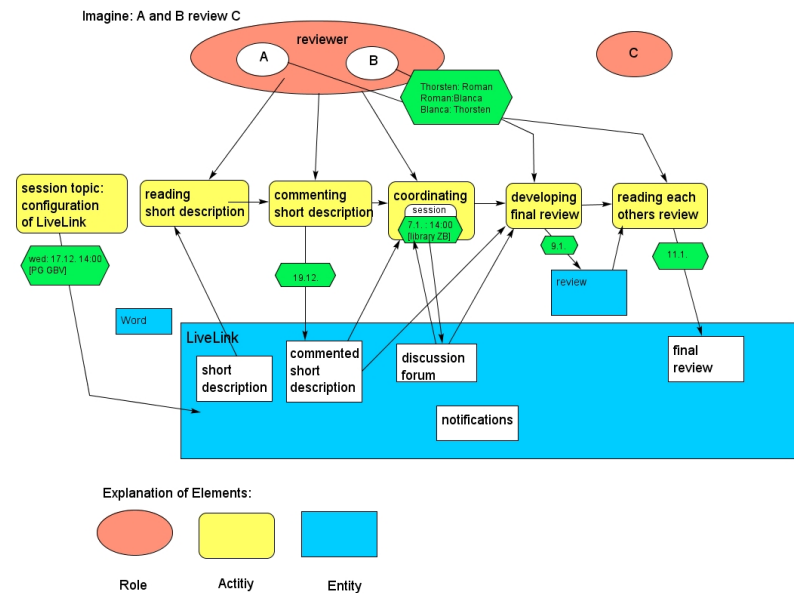 Imagine: A and B review C
reviewer
A
B
C
Thorsten: Roman
Roman:Blanca
Blanca: Thorsten
session topic:
configuration
of LiveLink
reading
short description
commenting
short description
coordinating
session
7.1. : 14:00
[library ZB]
developing
final review
reading each
others review
wed: 17.12. 14:00
[PG GBV]
19.12.
9.1.
11.1.
review
Word
LiveLink
short
description
commented
short
description
discussion
forum
final
review
notifications
Explanation of Elements:
Role
Actitiy
Entity